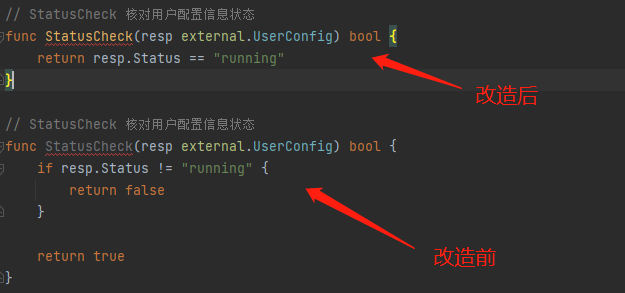 // StatusCheck 核对用户配置信息状态
func StatusCheck(resp external.UserConfig) bool {
    return resp.Status == "running"
}
改造后
// StatusCheck 核对用户配置信息状态
func StatusCheck(resp external.UserConfig) bool {
    if resp.Status != "running" {
        return false
    }
改造前
    return true
}